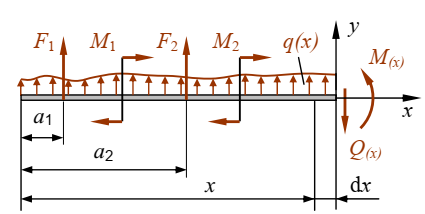 y
F₁ M₁ F₂ M₂ q(x) M(x)
x
a₁
a₂ Q(x)
x dx